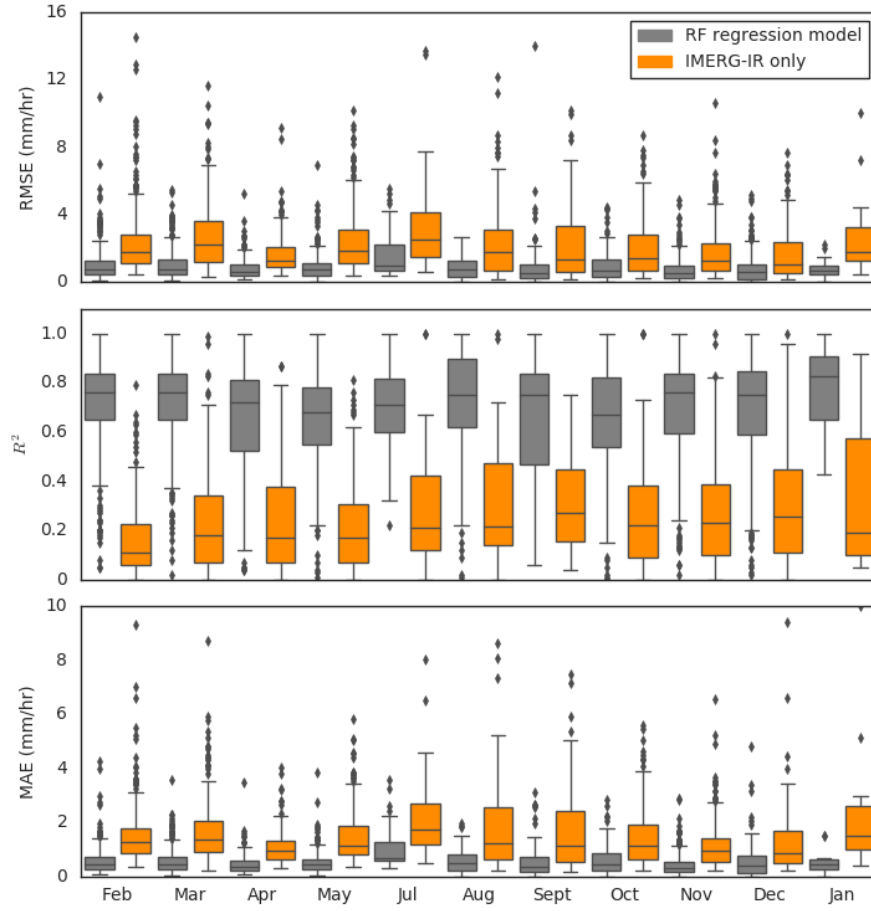 16
12
8
4
0
RMSE (mm/hr)
RF regression model
IMERG-IR only
1.0
0.8
0.6
0.4
0.2
0
R²
10
8
6
4
2
0
MAE (mm/hr)
Feb Mar Apr May Jul Aug Sept Oct Nov Dec Jan